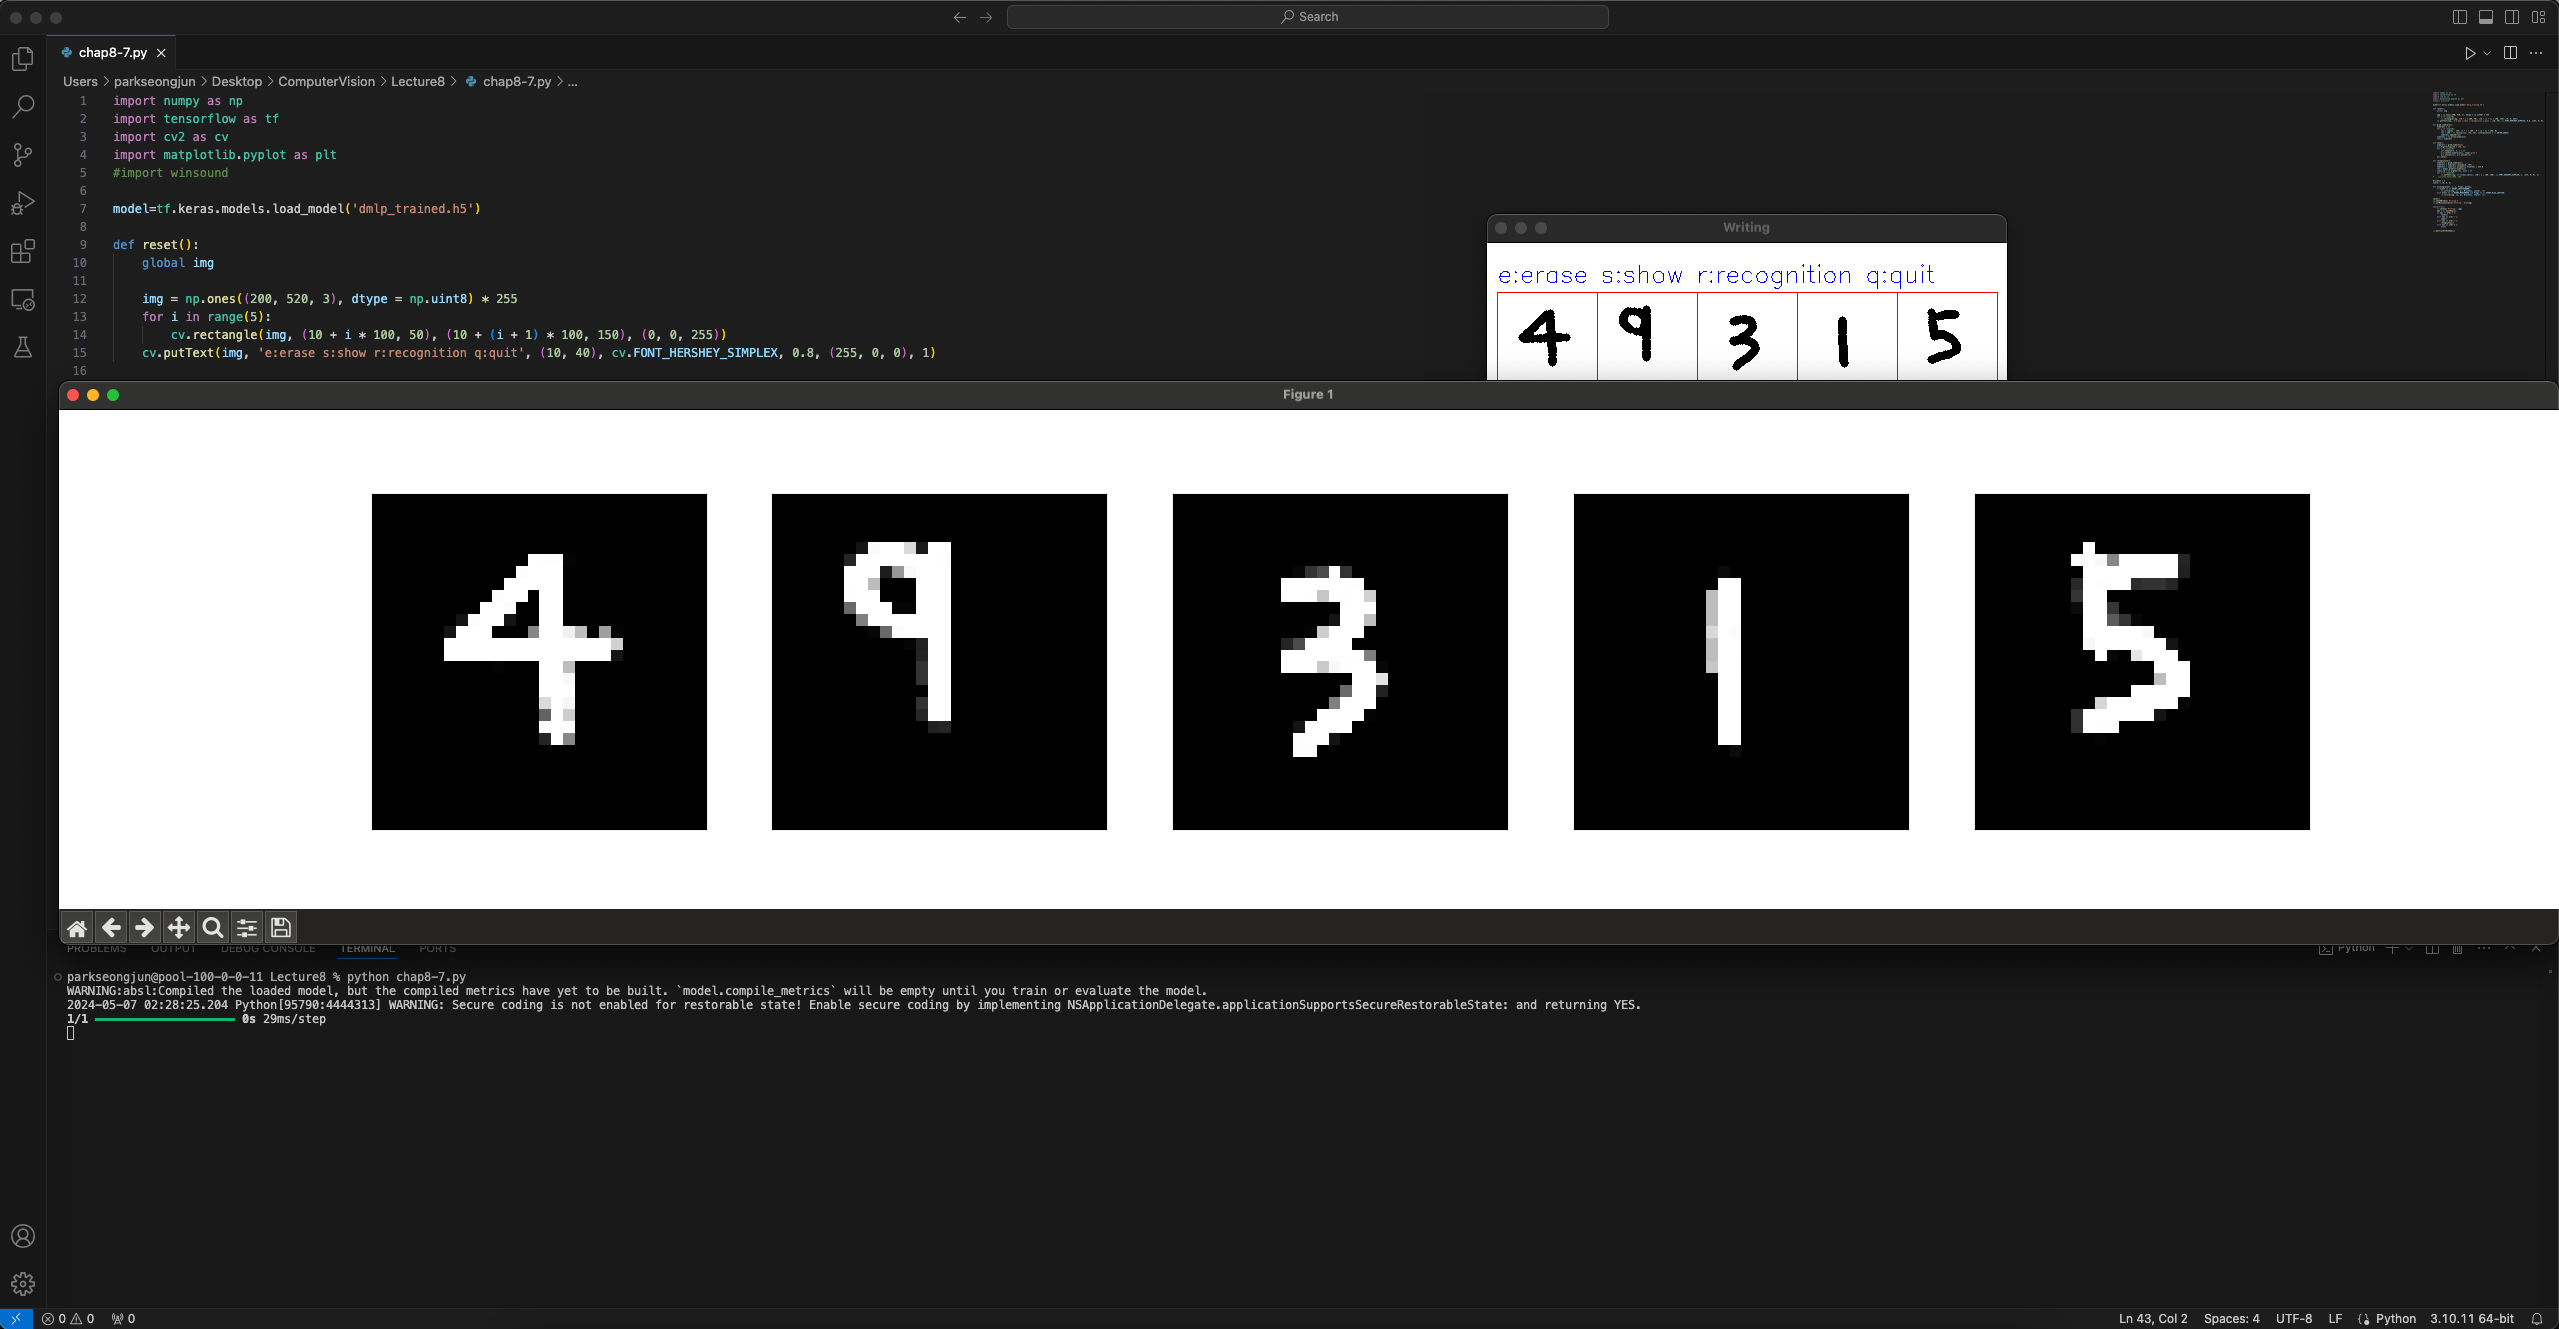 Search
chap8-7.py
Users > parkseongjun > Desktop > ComputerVision > Lecture8 > chap8-7.py > ...
1 import numpy as np
2 import tensorflow as tf
3 import cv2 as cv
4 import matplotlib.pyplot as plt
5 #import winsound
6
7 model=tf.keras.models.load_model('dmlp_trained.h5')
8
9 def reset():
10 global img
11
12 img = np.ones((200, 520, 3), dtype = np.uint8) * 255
13 for i in range(5):
14 cv.rectangle(img, (10 + i * 100, 50), (10 + (i + 1) * 100, 150), (0, 0, 255))
15 cv.putText(img, 'e:erase s:show r:recognition q:quit', (10, 40), cv.FONT_HERSHEY_SIMPLEX, 0.8, (255, 0, 0), 1)
16
Writing
e:erase s:show r:recognition q:quit
4 9 3 1 5
Figure 1
4 9 3 1 5
PROBLEMS OUTPUT DEBUG CONSOLE TERMINAL PORTS
Python
parkseongjun@pool-100-0-0-11 Lecture8 % python chap8-7.py
WARNING:absl:Compiled the loaded model, but the compiled metrics have yet to be built. `model.compile_metrics` will be empty until you train or evaluate the model.
2024-05-07 02:28:25.204 Python[95790:4444313] WARNING: Secure coding is not enabled for restorable state! Enable secure coding by implementing NSApplicationDelegate.applicationSupportsSecureRestorableState: and returning YES.
1/1 0s 29ms/step
0 0 0
Ln 43, Col 2 Spaces: 4 UTF-8 LF Python 3.10.11 64-bit